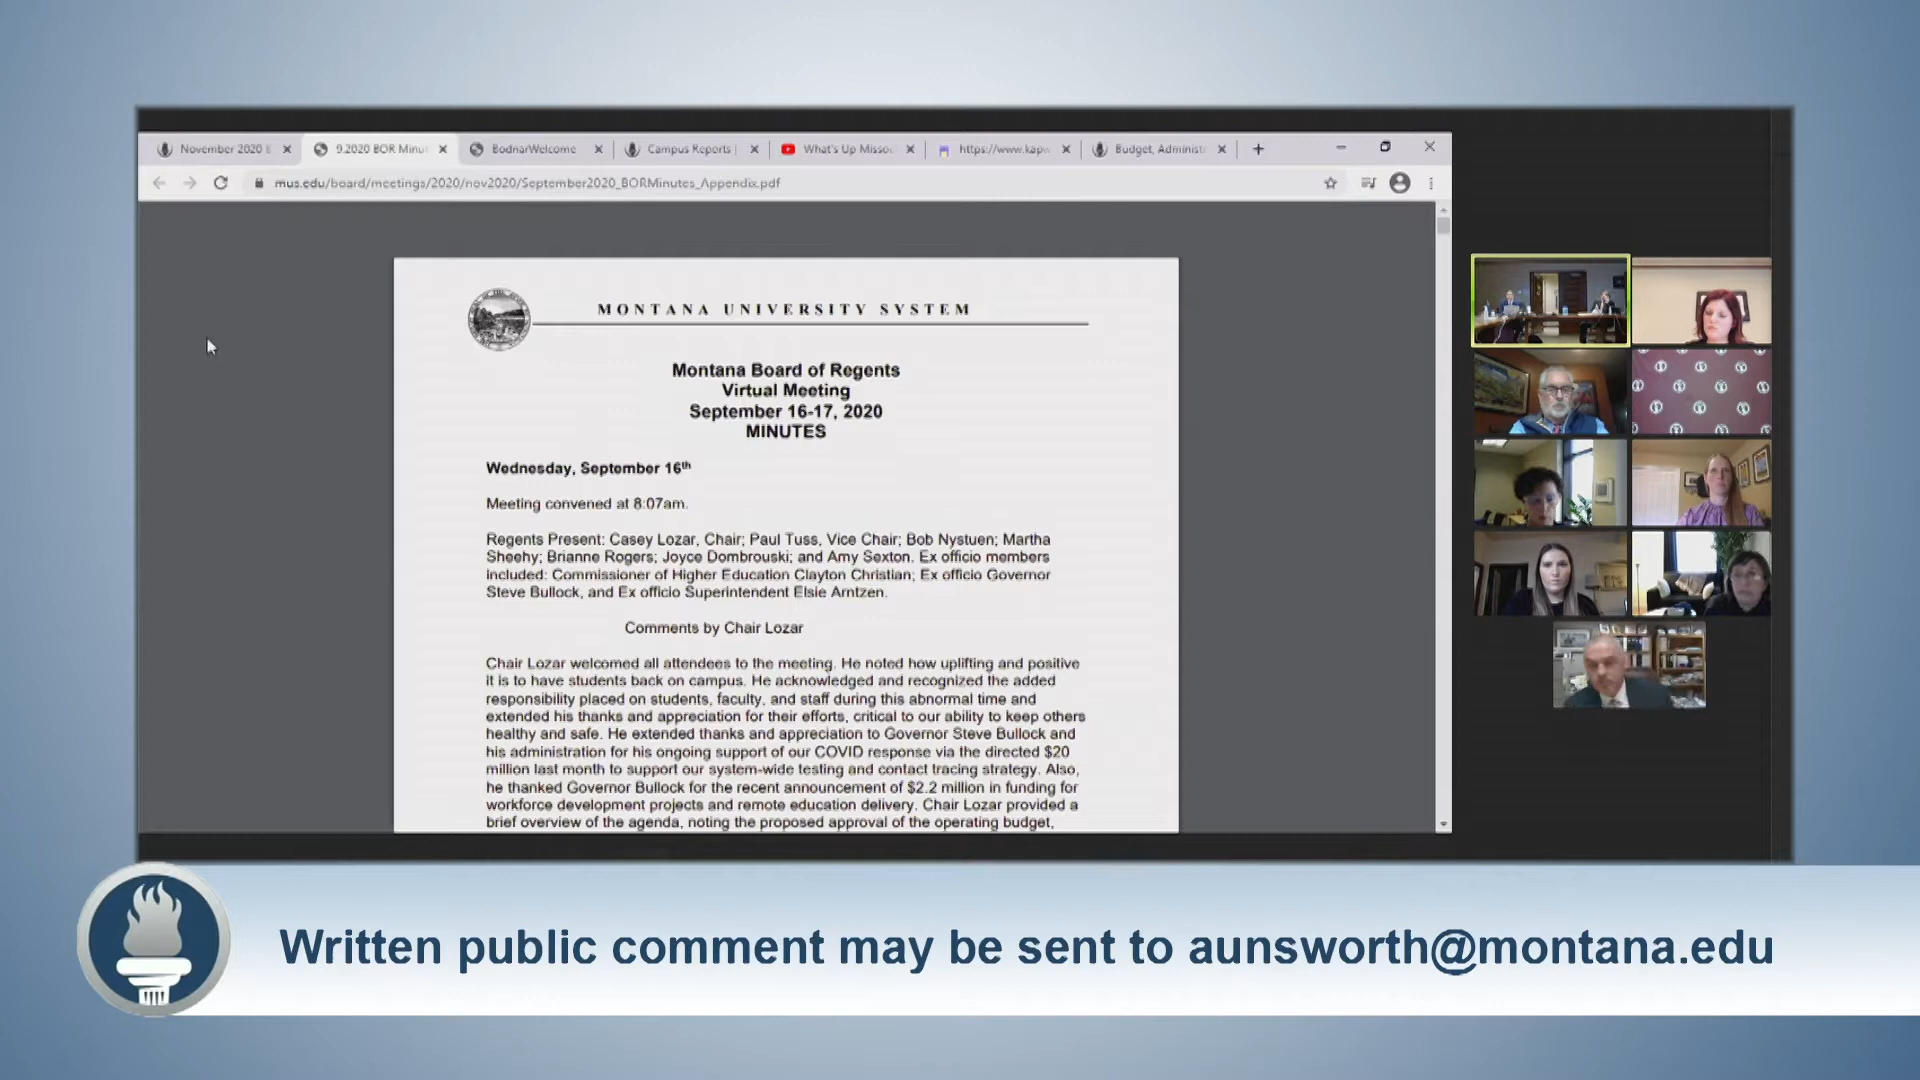 November 2020 B
9.2020 BOR Minut
BodnarWelcome
Campus Reports |
What's Up Misso
https://www.kapw
Budget, Administ
mus.edu/board/meetings/2020/nov2020/September2020_BORMinutes_Appendix.pdf
MONTANA UNIVERSITY SYSTEM
Montana Board of Regents
Virtual Meeting
September 16-17, 2020
MINUTES
Wednesday, September 16th
Meeting convened at 8:07am.
Regents Present: Casey Lozar, Chair; Paul Tuss, Vice Chair; Bob Nystuen; Martha
Sheehy; Brianne Rogers; Joyce Dombrouski; and Amy Sexton. Ex officio members
included: Commissioner of Higher Education Clayton Christian; Ex officio Governor
Steve Bullock, and Ex officio Superintendent Elsie Arntzen.
Comments by Chair Lozar
Chair Lozar welcomed all attendees to the meeting. He noted how uplifting and positive
it is to have students back on campus. He acknowledged and recognized the added
responsibility placed on students, faculty, and staff during this abnormal time and
extended his thanks and appreciation for their efforts, critical to our ability to keep others
healthy and safe. He extended thanks and appreciation to Governor Steve Bullock and
his administration for his ongoing support of our COVID response via the directed $20
million last month to support our system-wide testing and contact tracing strategy. Also,
he thanked Governor Bullock for the recent announcement of $2.2 million in funding for
workforce development projects and remote education delivery. Chair Lozar provided a
brief overview of the agenda, noting the proposed approval of the operating budget,
Written public comment may be sent to aunsworth@montana.edu